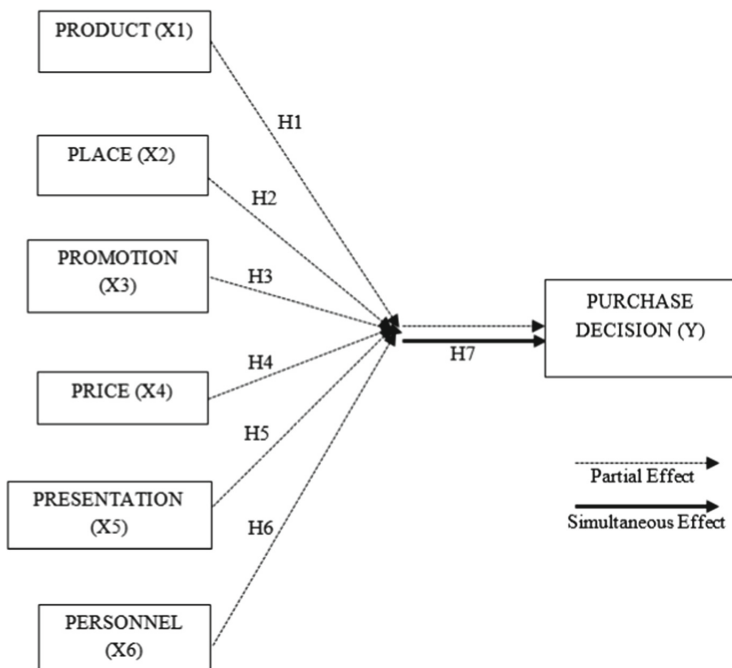 PRODUCT (X1)
H1
PLACE (X2)
H2
PROMOTION
(X3)
H3
PURCHASE
DECISION (Y)
H7
H4
PRICE (X4)
H5
PRESENTATION
(X5)
H6
PERSONNEL
(X6)
Partial Effect
Simultaneous Effect